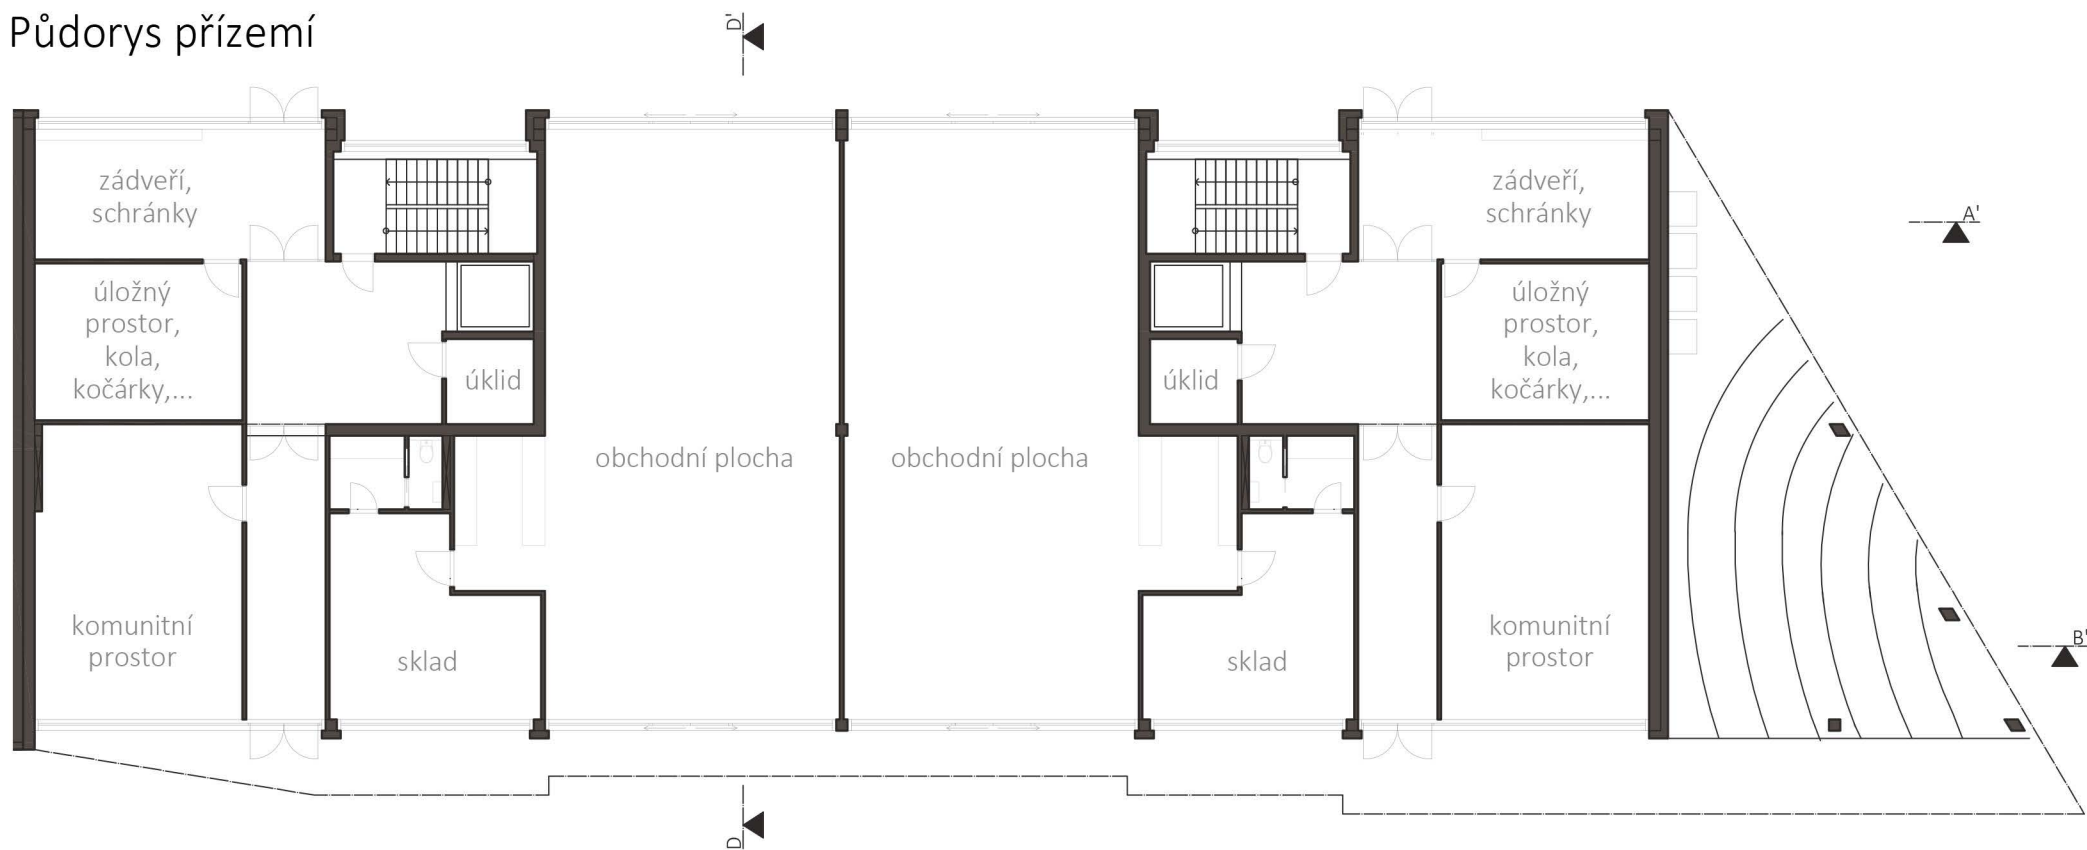 Půdorys přízemí
D'
zádveří,
schránky
zádveří,
schránky
A'
úložný
prostor,
kola,
kočárky,...
úklid
úklid
úložný
prostor,
kola,
kočárky,...
obchodní plocha
obchodní plocha
komunitní
prostor
sklad
sklad
komunitní
prostor
B'
D